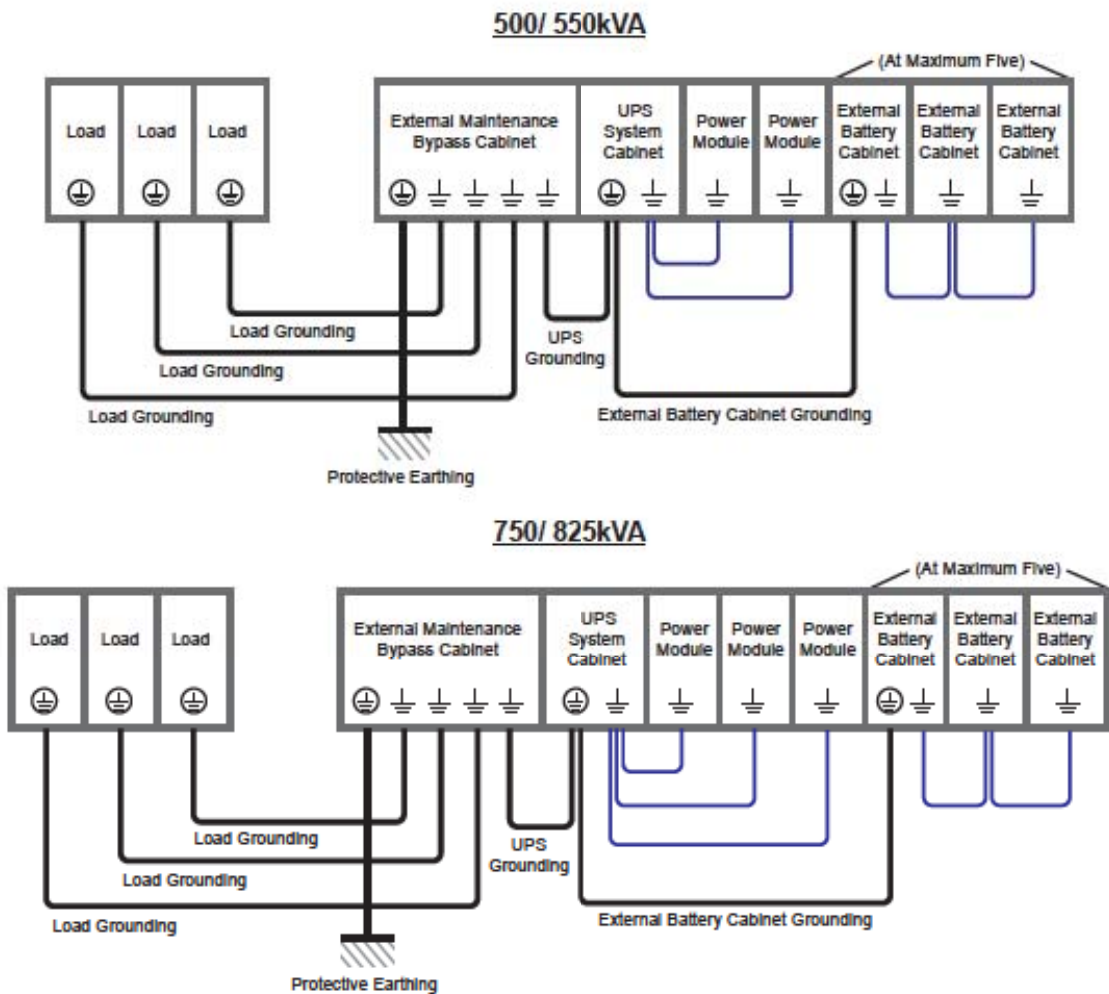 500/ 550kVA
(At Maximum Five)
Load
Load
Load
External Maintenance
Bypass Cabinet
UPS
System
Cabinet
Power
Module
Power
Module
External
Battery
Cabinet
External
Battery
Cabinet
External
Battery
Cabinet
Load Grounding
Load Grounding
Load Grounding
UPS
Grounding
External Battery Cabinet Grounding
Protective Earthing
750/ 825kVA
(At Maximum Five)
Load
Load
Load
External Maintenance
Bypass Cabinet
UPS
System
Cabinet
Power
Module
Power
Module
Power
Module
External
Battery
Cabinet
External
Battery
Cabinet
External
Battery
Cabinet
Load Grounding
Load Grounding
Load Grounding
UPS
Grounding
External Battery Cabinet Grounding
Protective Earthing